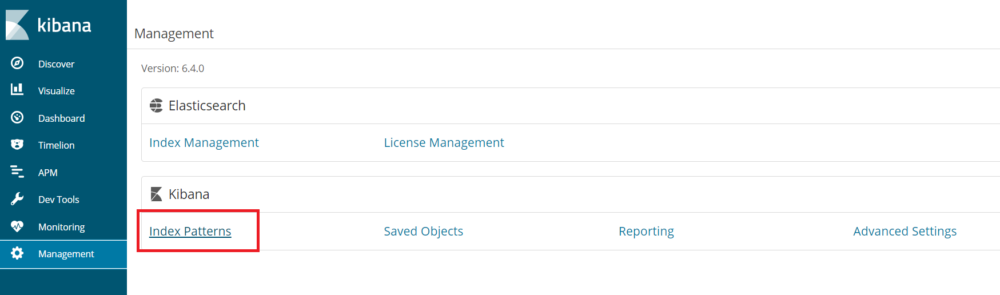 kibana
Discover
Visualize
Dashboard
Timelion
APM
Dev Tools
Monitoring
Management
Management
Version: 6.4.0
Elasticsearch
Index Management License Management
Kibana
Index Patterns Saved Objects Reporting Advanced Settings